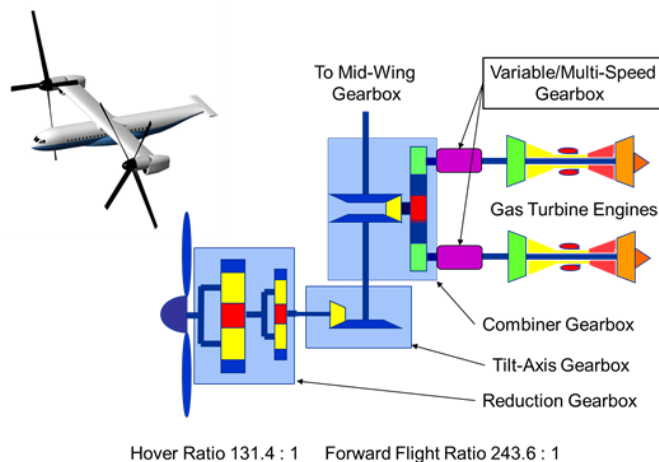 To Mid-Wing
Gearbox
Variable/Multi-Speed
Gearbox
Gas Turbine Engines
Combiner Gearbox
Tilt-Axis Gearbox
Reduction Gearbox
Hover Ratio 131.4 : 1 Forward Flight Ratio 243.6 : 1